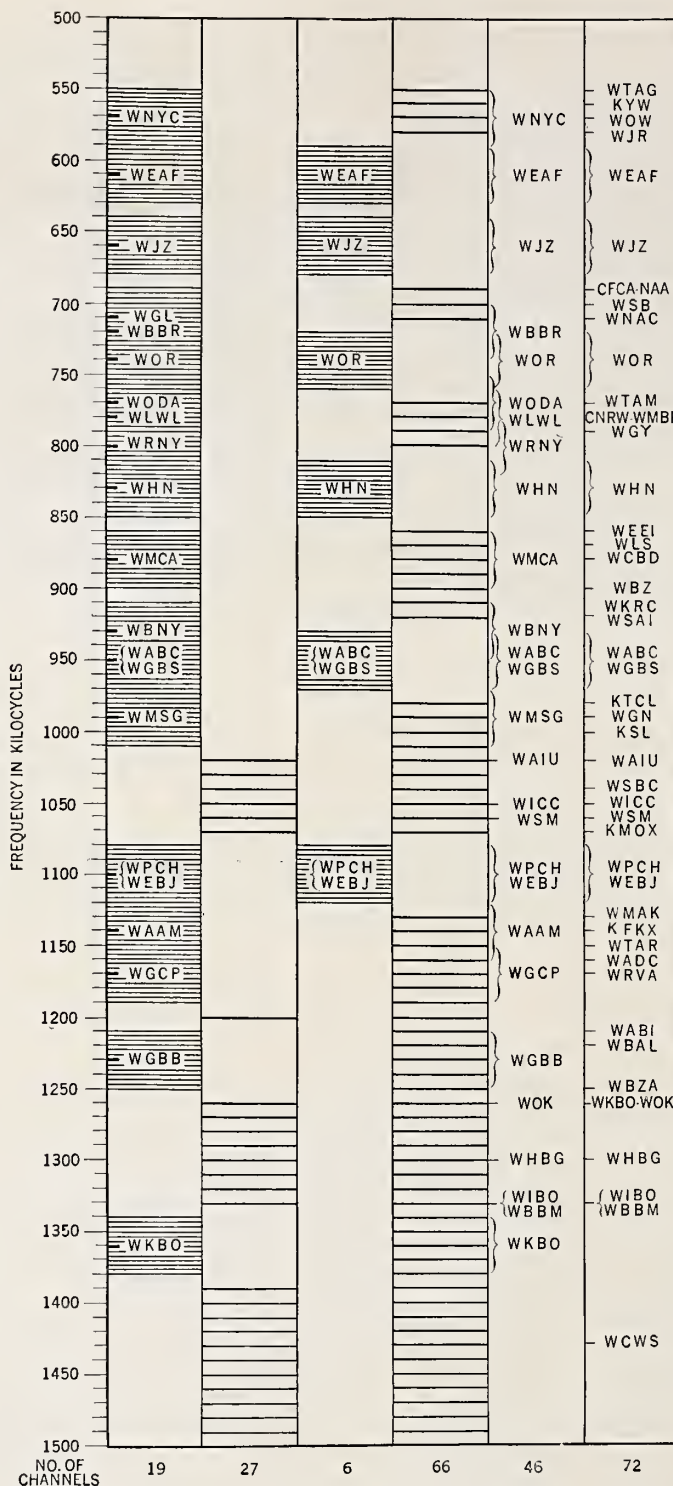 FREQUENCY IN KILOCYCLES
500
550
600
650
700
750
800
850
900
950
1000
1050
1100
1150
1200
1250
1300
1350
1400
1450
1500
WNYC
WEAF
WJZ
WGL
WBBR
WOR
WODA
WLWL
WRNY
WHN
WMCA
WBNY
WABC
WGBS
WMSG
WPCH
WEBJ
WAAM
WGCP
WGBB
WKBO
WEAF
WJZ
WOR
WHN
WABC
WGBS
WPCH
WEBJ
WNYC
WEAF
WJZ
WBBR
WOR
WODA
WLWL
WRNY
WHN
WMCA
WBNY
WABC
WGBS
WMSG
WAIU
WICC
WSM
WPCH
WEBJ
WAAM
WGCP
WGBB
WOK
WHBG
WIBO
WBBM
WKBO
WTAG
KYW
WOW
WJR
WEAF
WJZ
CFCA-NAA
WSB
WNAC
WOR
WTAM
CNRW
WGY
WHN
WEEI
WLS
WCBD
WBZ
WKRC
WSAI
WABC
WGBS
KTCL
WGN
KSL
WAIU
WSBC
WICC
WSM
KMOX
WPCH
WEBJ
WMAK
KFKX
WTAR
WADC
WRVA
WABI
WBAL
WBZA
WKBO-WOK
WHBG
WIBO
WBBM
WCWS
NO. OF
CHANNELS
19
27
6
66
46
72